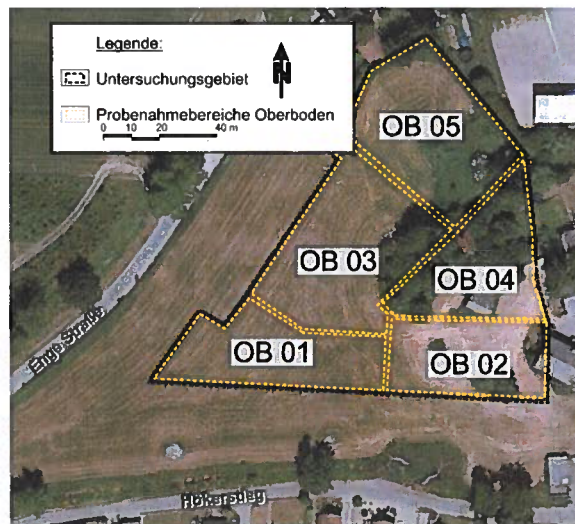 Legende:
N
Untersuchungsgebiet
Probenahmebereiche Oberboden
0 10 20 40 m
OB 05
OB 03
OB 04
OB 01
OB 02
Enge Straße
Hökerstieg